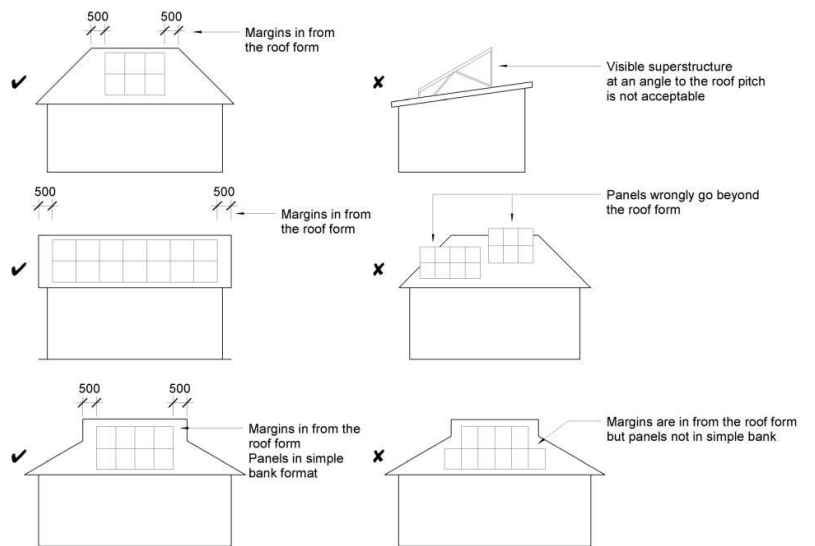 500
500
Margins in from
the roof form
Visible superstructure
at an angle to the roof pitch
is not acceptable
500
500
Margins in from
the roof form
Panels wrongly go beyond
the roof form
500
500
Margins in from the
roof form
Panels in simple
bank format
Margins are in from the roof form
but panels not in simple bank